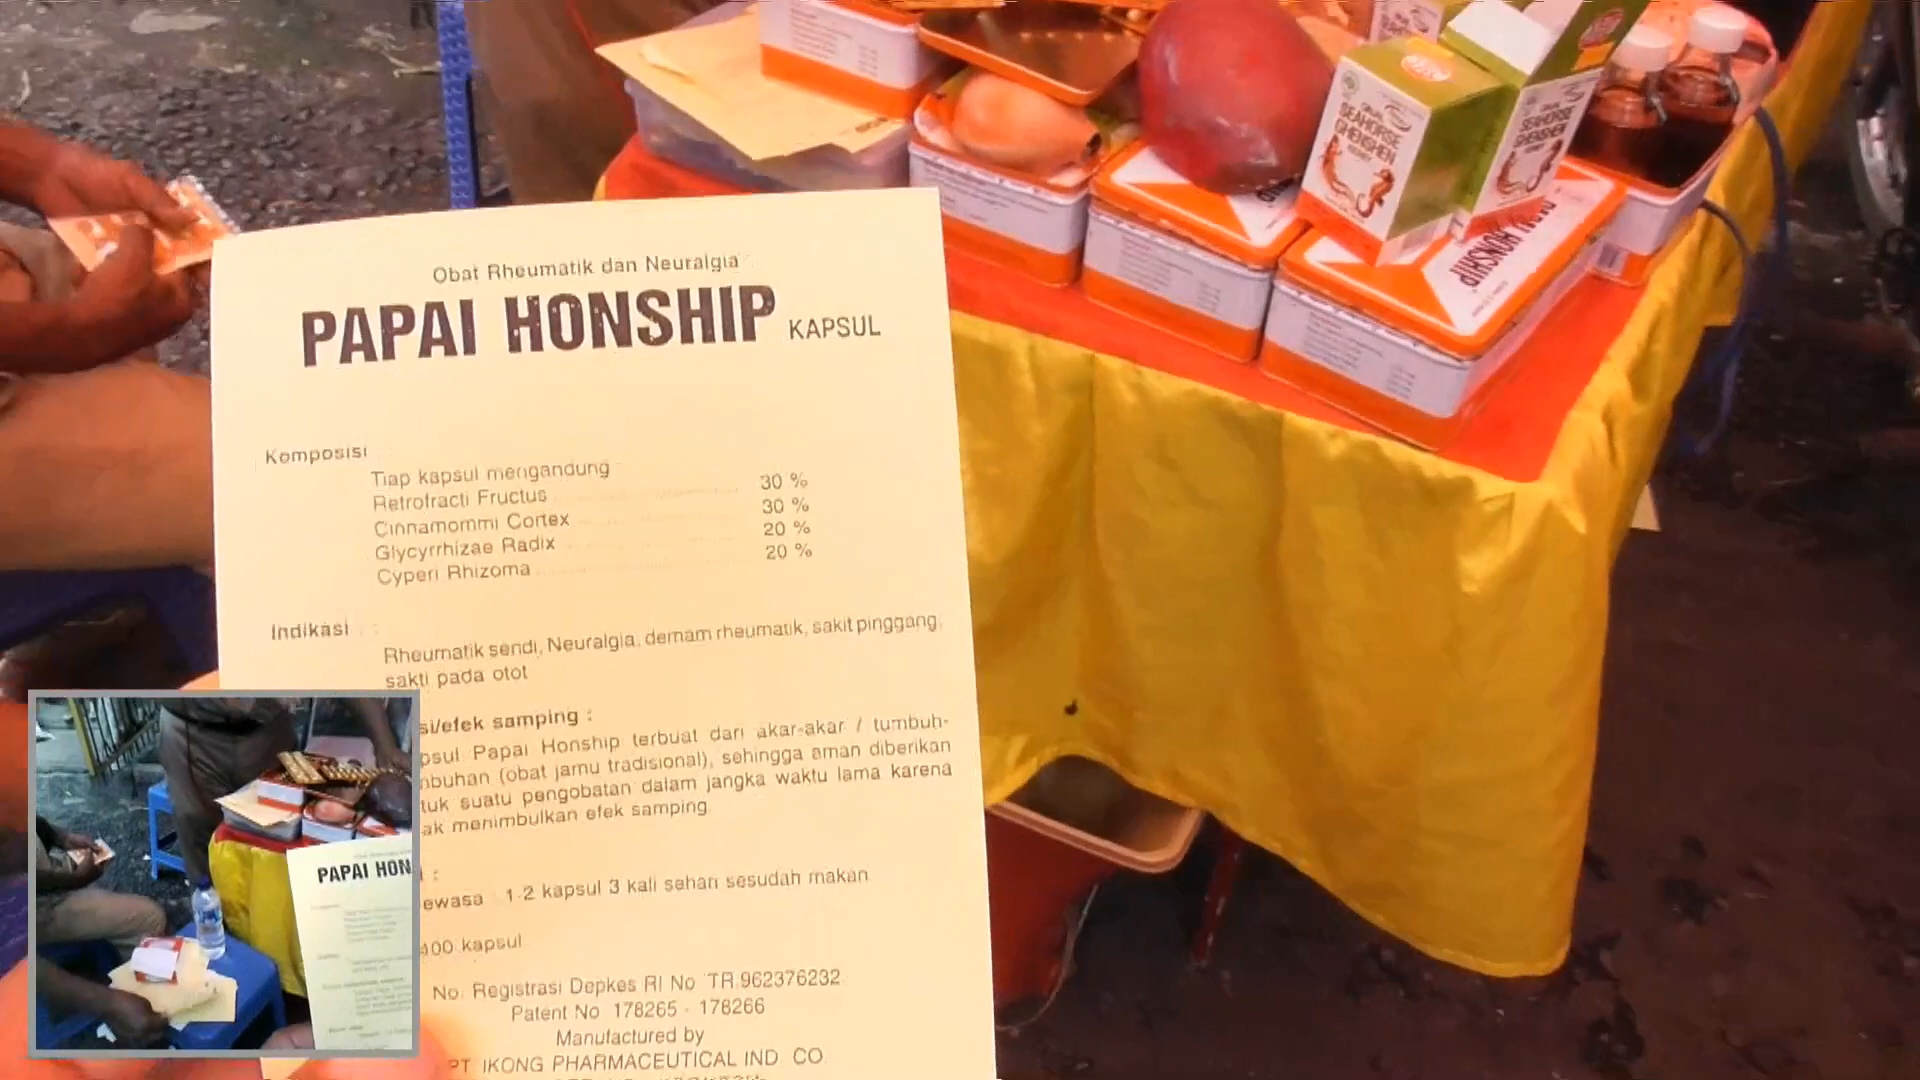 Obat Rheumatik dan Neuralgia
PAPAI HONSHIP KAPSUL
Komposisi
Tiap kapsul mengandung
Retrofracti Fructus 30 %
Cinnamommi Cortex 30 %
Glycyrrhizae Radix 20 %
Cyperi Rhizoma 20 %
Indikasi :
Rheumatik sendi, Neuralgia, demam rheumatik, sakit pinggang,
sakti pada otot
si/efek samping :
psul Papai Honship terbuat dari akar-akar / tumbuh-
mbuhan (obat jamu tradisional), sehingga aman diberikan
tuk suatu pengobatan dalam jangka waktu lama karena
ak menimbulkan efek samping.
ewasa : 1-2 kapsul 3 kali sehari sesudah makan
100 kapsul
No. Registrasi Depkes RI No TR.962376232
Patent No 178265 - 178266
Manufactured by
PT IKONG PHARMACEUTICAL IND CO
SEAHORSE
GHENSHEN
SEAHORSE
HONSHIP
PAPAI HON